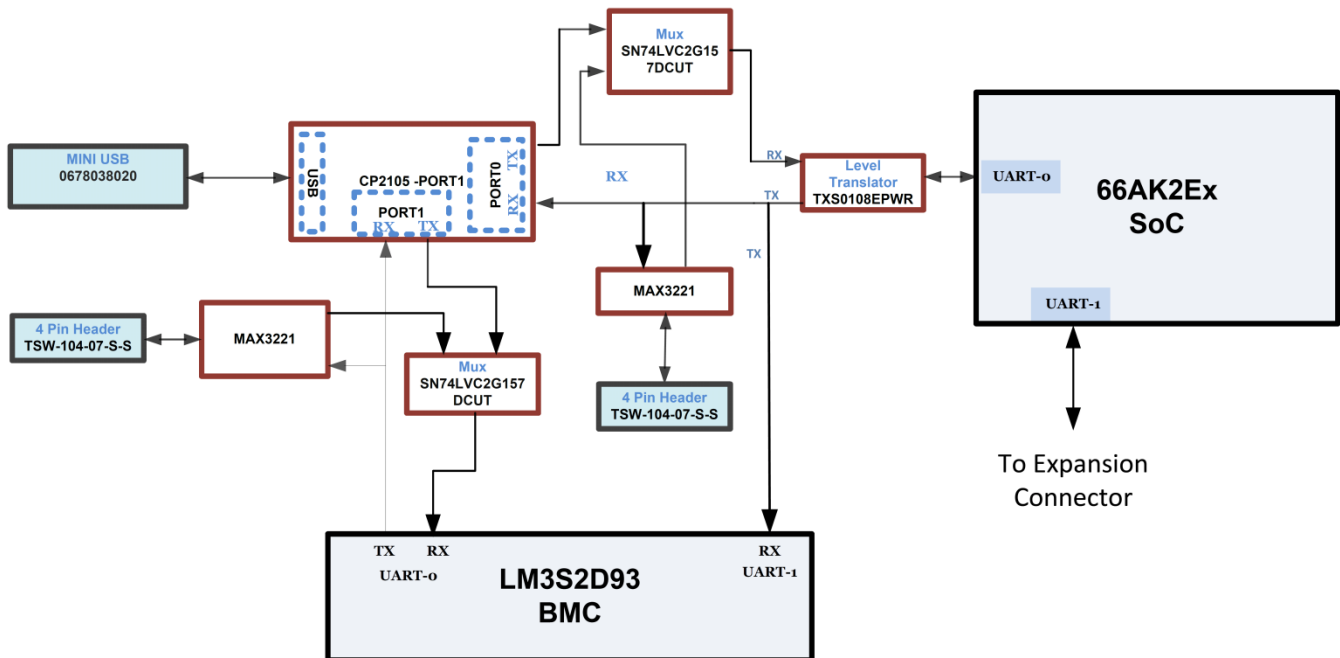 Mux
SN74LVC2G15
7DCUT
MINI USB
0678038020
USB
CP2105 -PORT1
PORT0
TX
RX
PORT1
RX
TX
RX
RX
TX
TX
Level
Translator
TXS0108EPWR
UART-0
66AK2Ex
SoC
UART-1
4 Pin Header
TSW-104-07-S-S
MAX3221
Mux
SN74LVC2G157
DCUT
MAX3221
4 Pin Header
TSW-104-07-S-S
To Expansion
Connector
TX
RX
UART-0
LM3S2D93
BMC
RX
UART-1